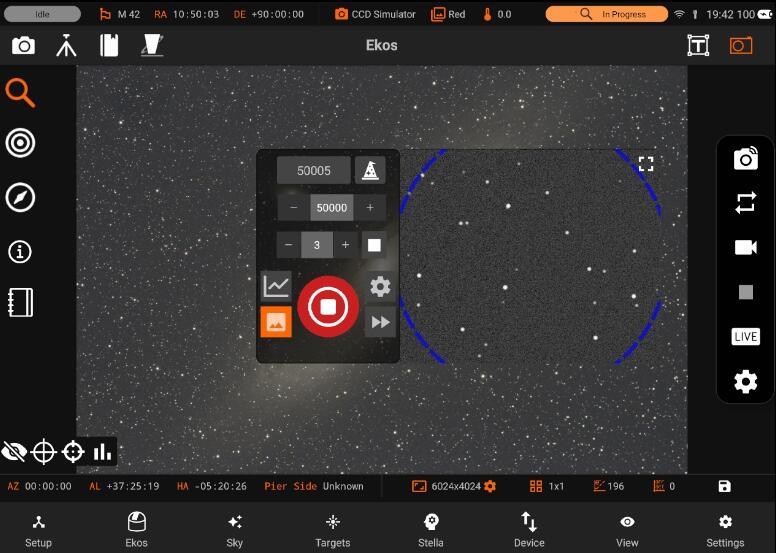 Idle M 42 RA 10:50:03 DE +90:00:00 CCD Simulator Red 0.0 In Progress 19:42 100
Ekos
T
50005
− 50000 +
− 3 +
LIVE
AZ 00:00:00 AL +37:25:19 HA -05:20:26 Pier Side Unknown 6024x4024 1x1 196 0
Setup Ekos Sky Targets Stella Device View Settings